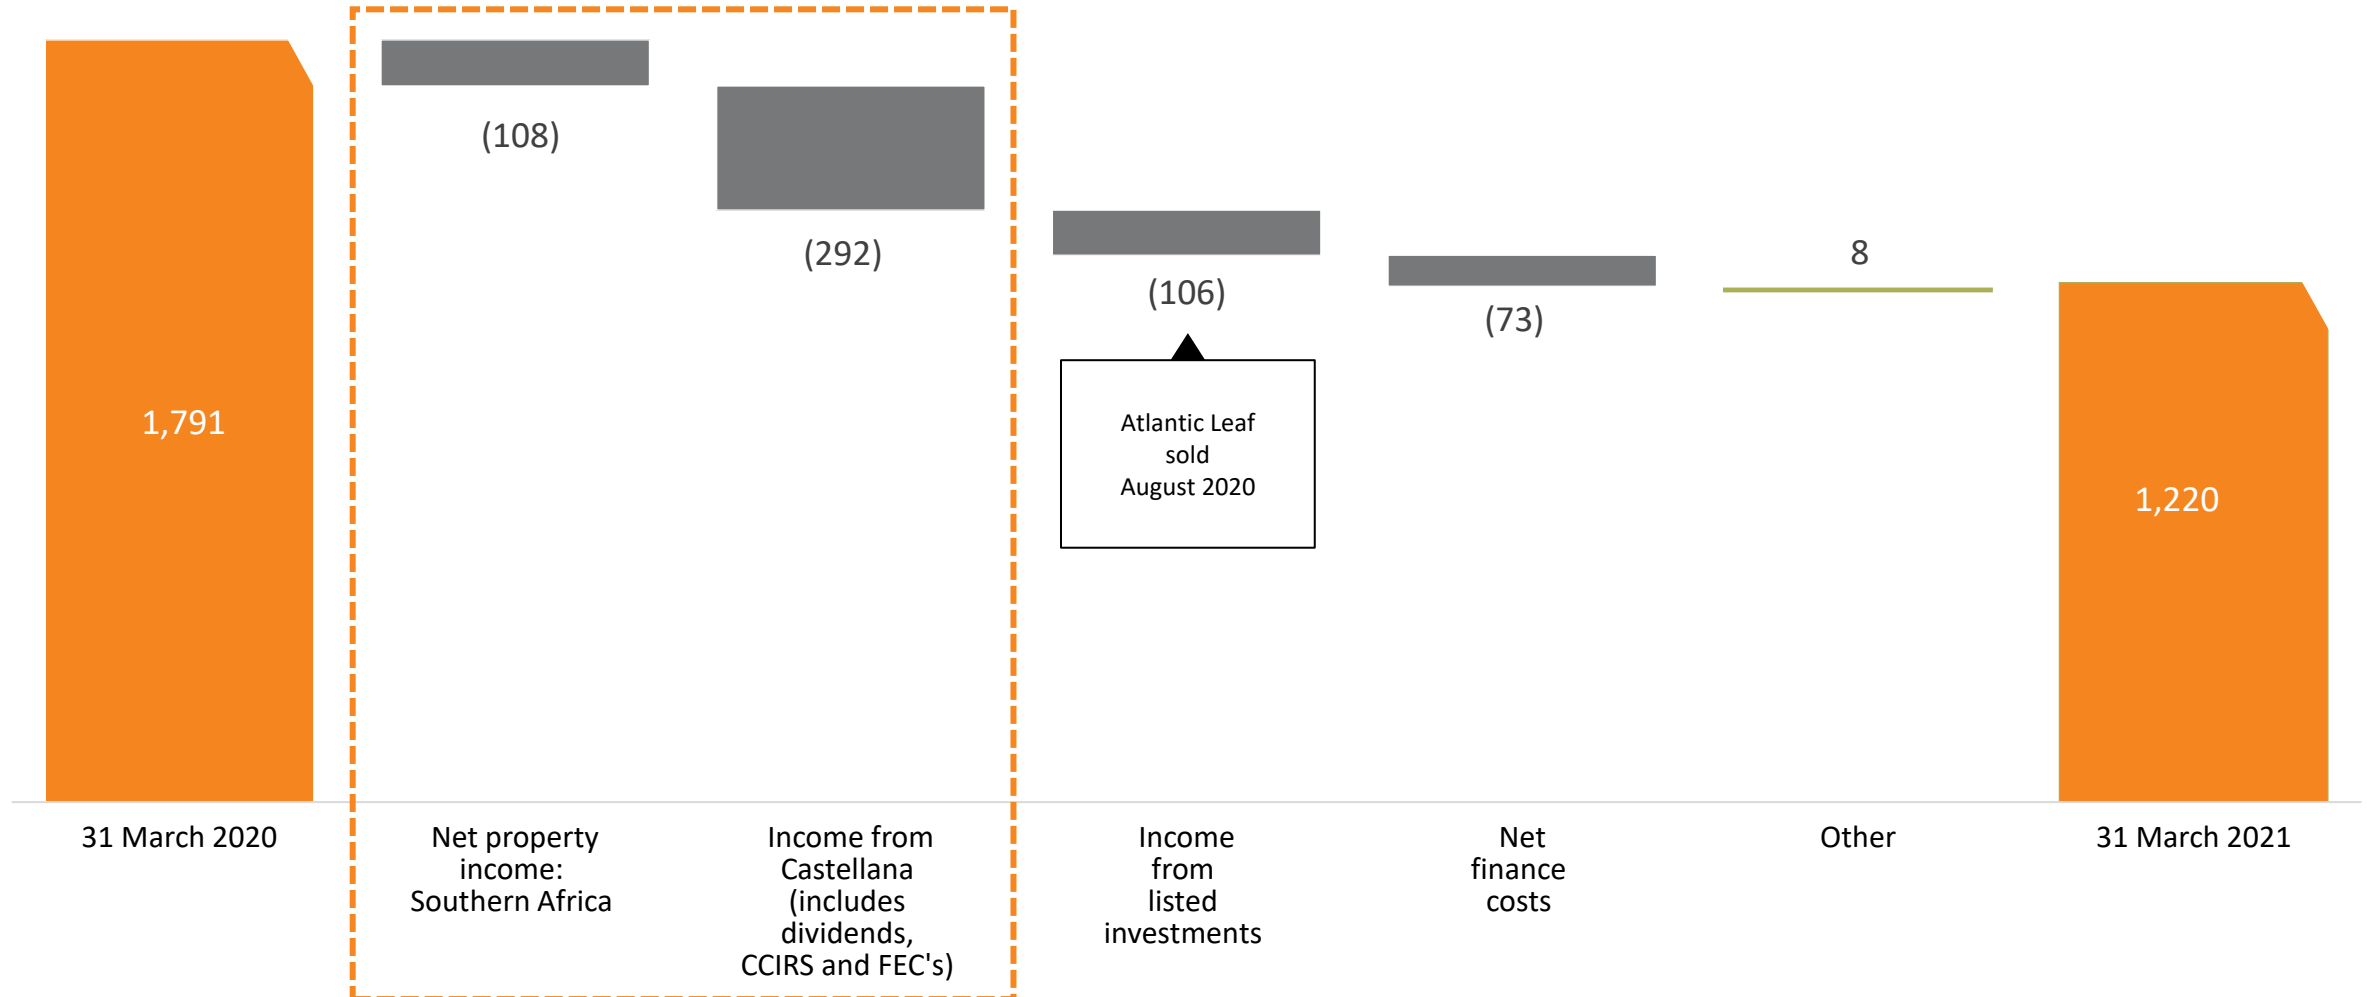 (108)
(292)
8
(106)
(73)
1,791
Atlantic Leaf
sold
August 2020
1,220
31 March 2020
Net property
income:
Southern Africa
Income from
Castellana
(includes
dividends,
CCIRS and FEC's)
Income
from
listed
investments
Net
finance
costs
Other
31 March 2021